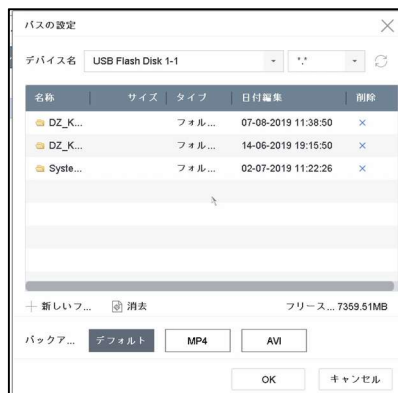 パスの設定
デバイス名 USB Flash Disk 1-1 *.*
名称 サイズ タイプ 日付編集 削除
DZ_K... フォル... 07-08-2019 11:38:50 ×
DZ_K... フォル... 14-06-2019 19:15:50 ×
Syste... フォル... 02-07-2019 11:22:26 ×
新しいフ... 消去 フリース... 7359.51MB
バックア... デフォルト MP4 AVI
OK キャンセル